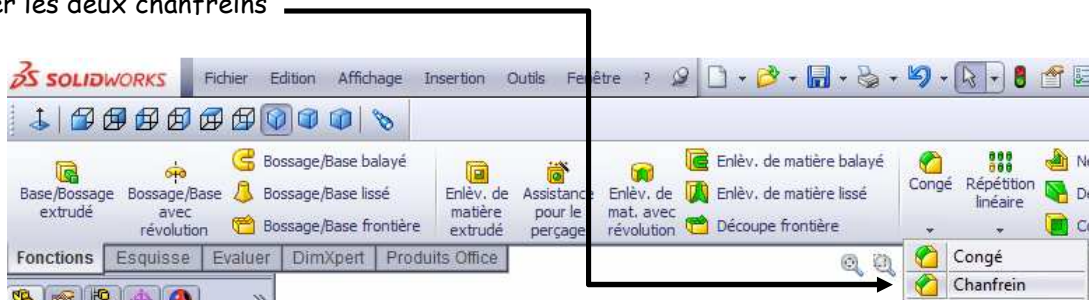 er les deux chanfreins
SOLIDWORKS Fichier Edition Affichage Insertion Outils Fenêtre ?
Base/Bossage extrudé
Bossage/Base avec révolution
Bossage/Base balayé
Bossage/Base lissé
Bossage/Base frontière
Enlèv. de matière extrudé
Assistance pour le perçage
Enlèv. de mat. avec révolution
Enlèv. de matière balayé
Enlèv. de matière lissé
Découpe frontière
Congé
Répétition linéaire
Fonctions Esquisse Evaluer DimXpert Produits Office
Congé
Chanfrein